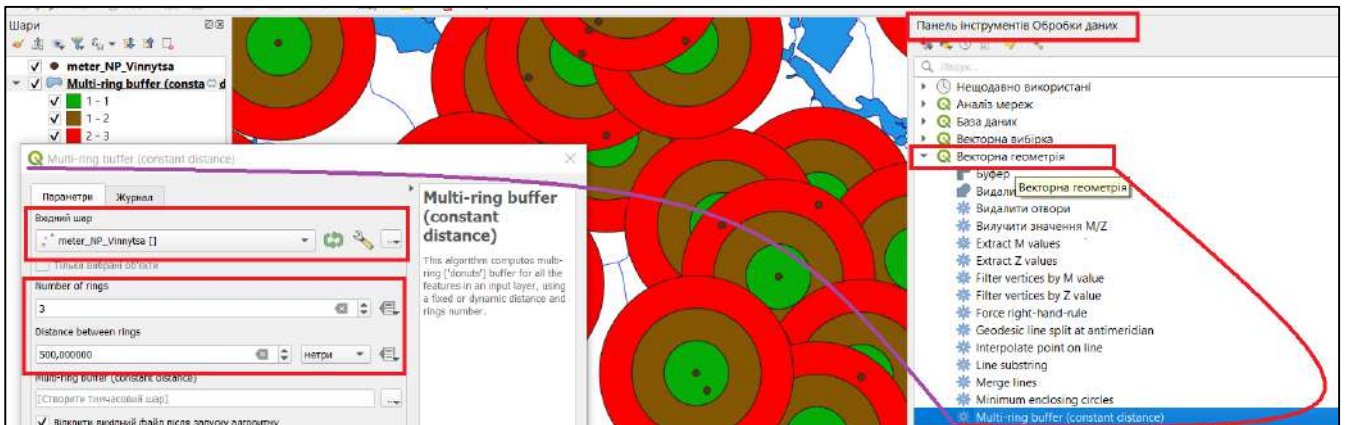 Шари
meter_NP_Vinnytsa
Multi-ring buffer (consta d
1 - 1
1 - 2
2 - 3
Multi-ring buffer (constant distance)
Параметри Журнал
Вхідний шар
meter_NP_Vinnytsa []
Тільки вибрані об'єкти
Number of rings
3
Distance between rings
500,000000 метри
Multi-ring buffer (constant distance)
[Створити тимчасовий шар]
Відкрити вихідний файл після запуску алгоритму
Multi-ring buffer
(constant
distance)
This algorithm computes multi-
ring ['donuts'] buffer for all the
features in an input layer, using
a fixed or dynamic distance and
rings number.
Панель інструментів Обробки даних
Пошук...
Нещодавно використані
Аналіз мереж
База даних
Векторна вибірка
Векторна геометрія
Буфер
Видали
Векторна геометрія
Видалити отвори
Вилучити значення M/Z
Extract M values
Extract Z values
Filter vertices by M value
Filter vertices by Z value
Force right-hand-rule
Geodesic line split at antimeridian
Interpolate point on line
Line substring
Merge lines
Minimum enclosing circles
Multi-ring buffer (constant distance)